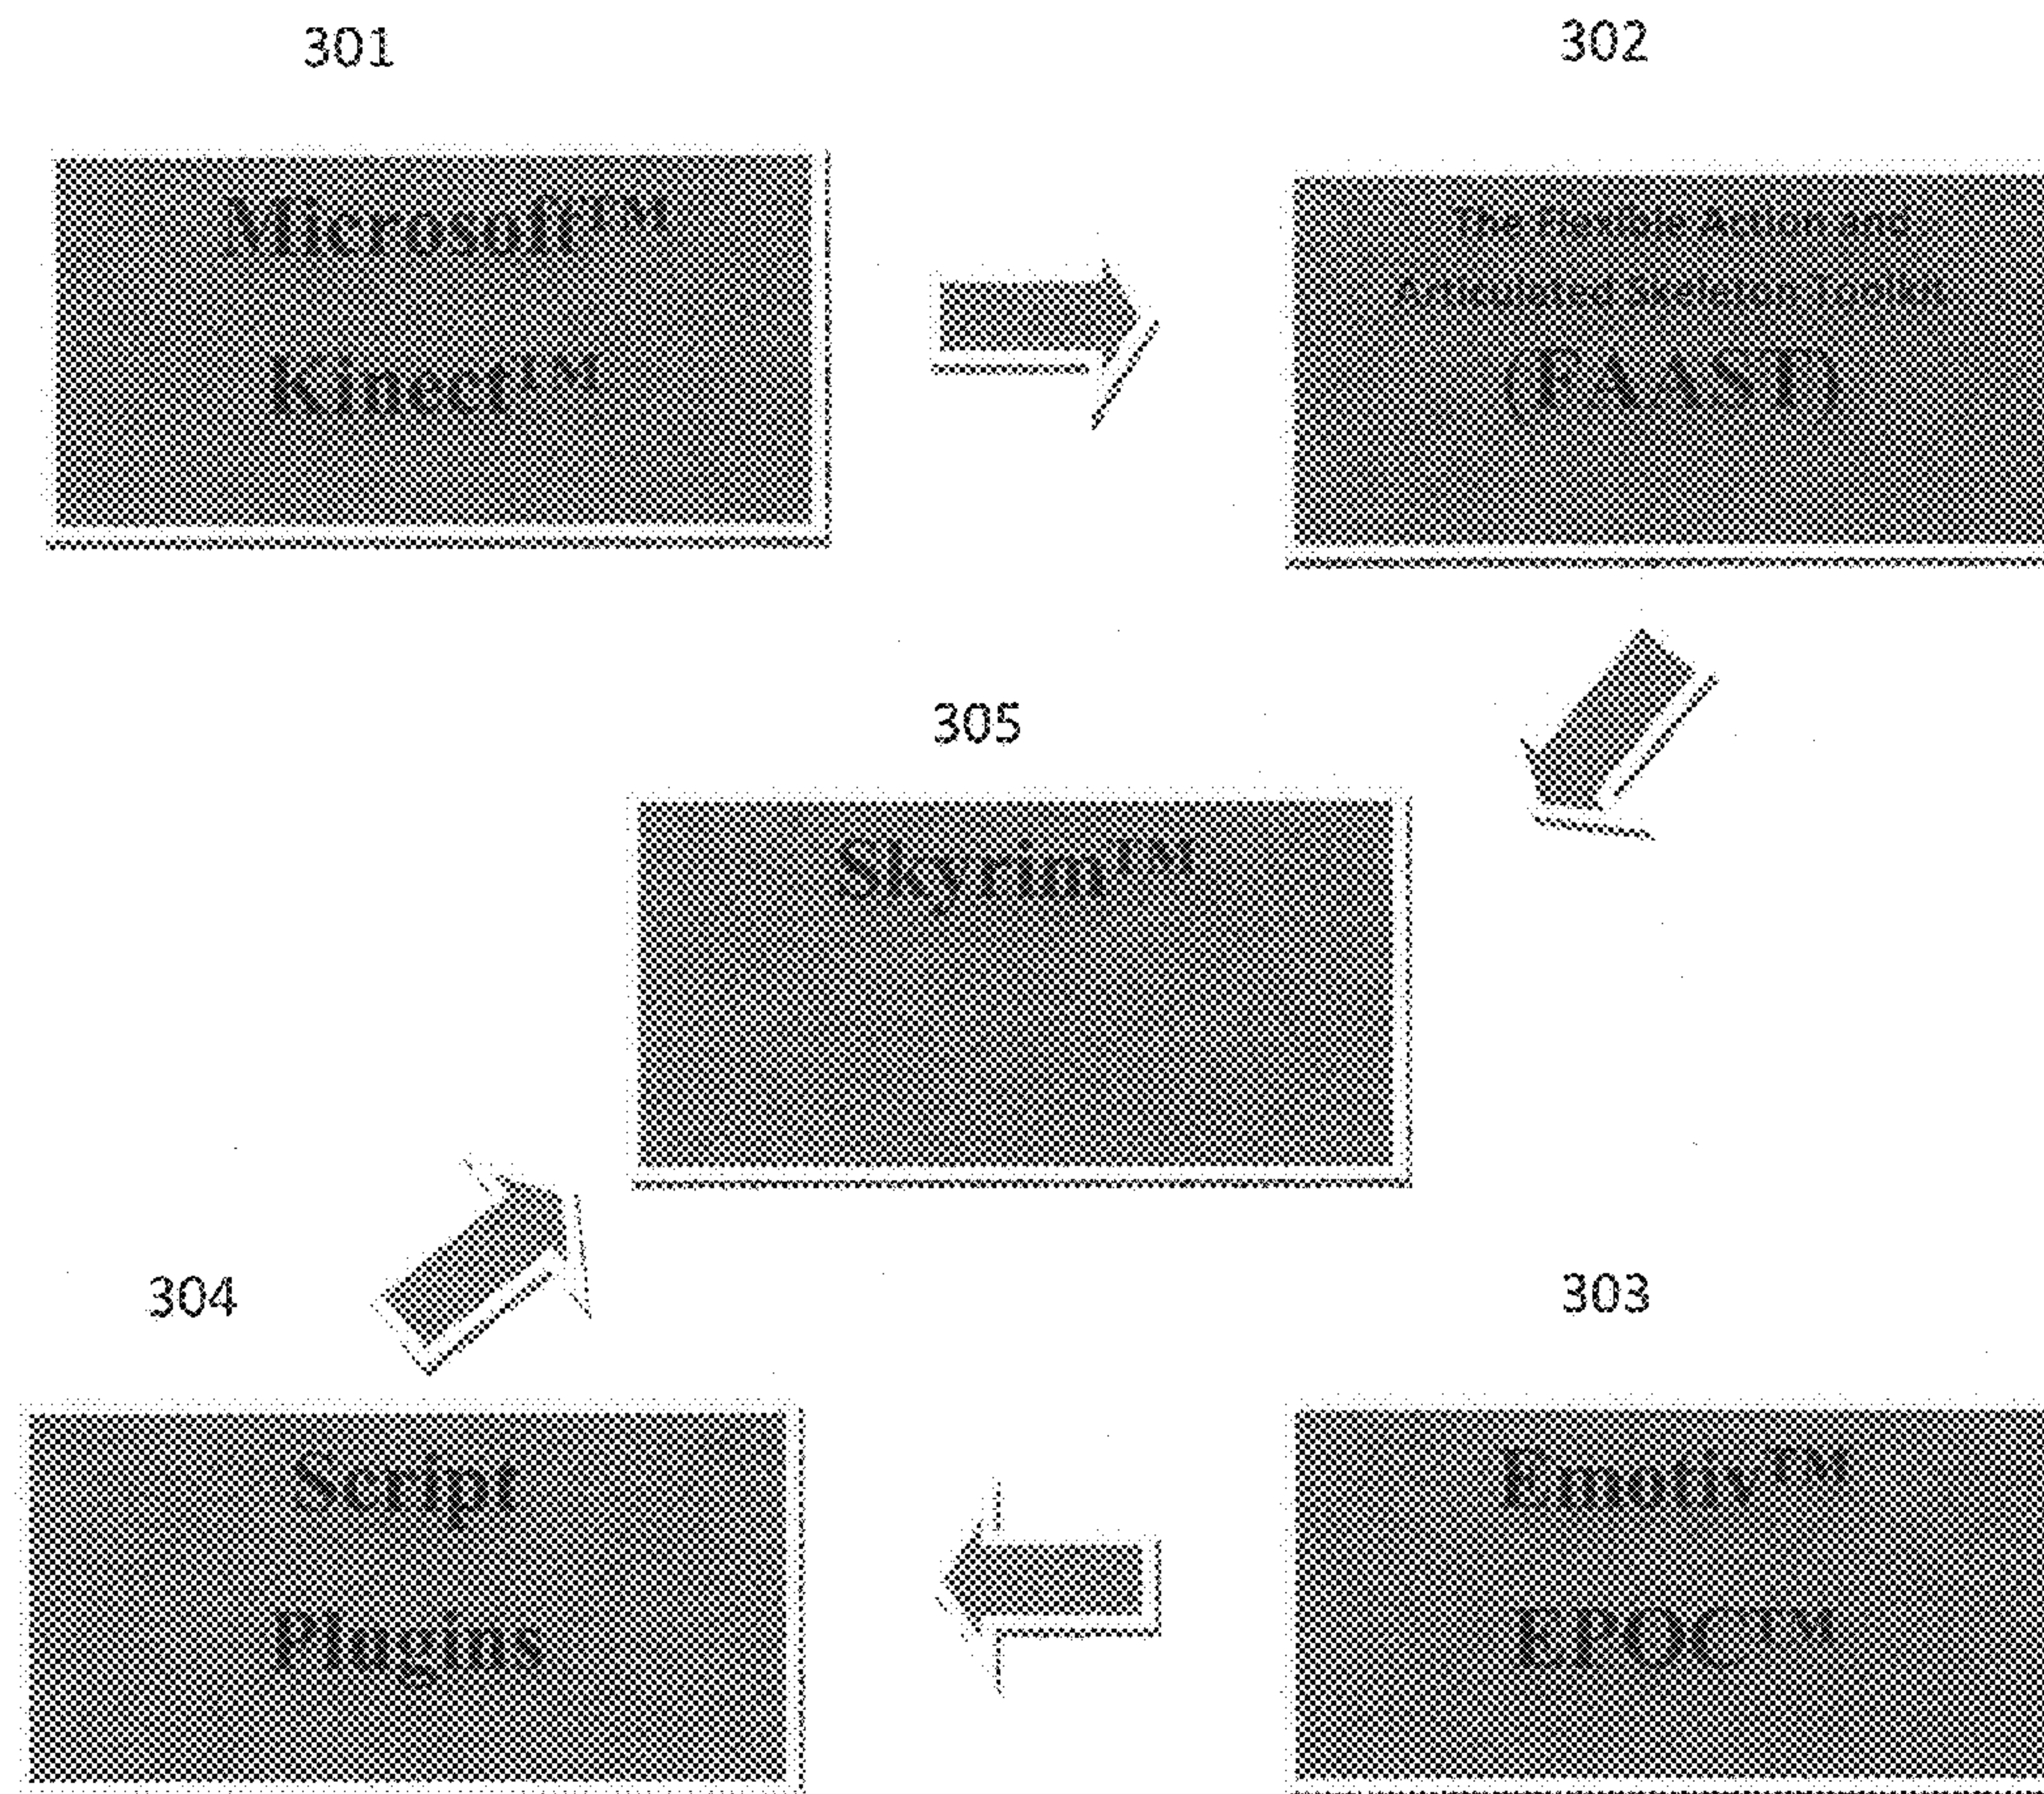 301
302
Microsoft™
Kinect™
The Flexible Action and
Articulated Skeleton Toolkit
(FAAST)
305
Skyrim™
304
303
Script
Plugins
Emotiv™
EPOC™